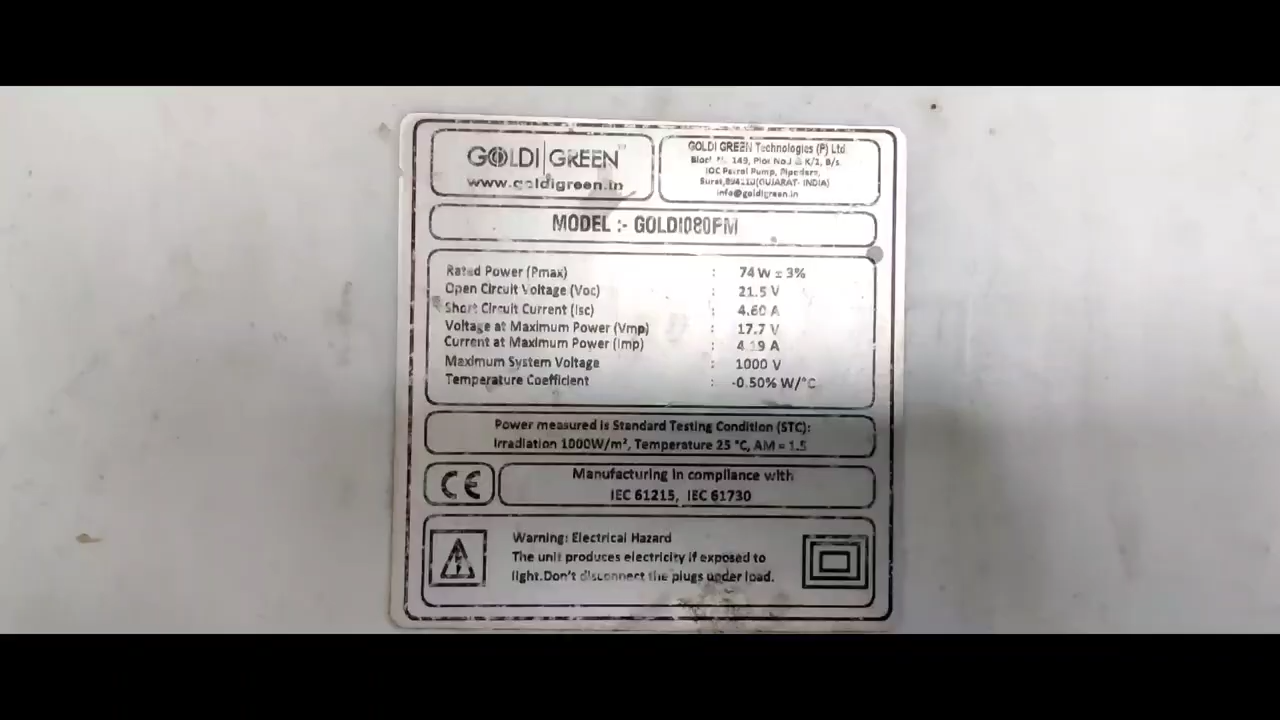 GOLDI GREEN
www.goldigreen.in
GOLDI GREEN Technologies (P) Ltd
149, Plot No.
IOC Petrol Pump, Pipodara,
Surat, (GUJARAT- INDIA)
info@goldigreen.in
MODEL :- GOLDI080PM
Rated Power (Pmax) : 74 W ± 3%
Open Circuit Voltage (Voc) : 21.5 V
Short Circuit Current (Isc) : 4.60 A
Voltage at Maximum Power (Vmp) : 17.7 V
Current at Maximum Power (Imp) : 4.19 A
Maximum System Voltage : 1000 V
Temperature Coefficient : -0.50% W/°C
Power measured is Standard Testing Condition (STC):
Irradiation 1000W/m², Temperature 25 °C, AM = 1.5
CE
Manufacturing in compliance with
IEC 61215, IEC 61730
Warning: Electrical Hazard
The unit produces electricity if exposed to
light.Don't disconnect the plugs under load.